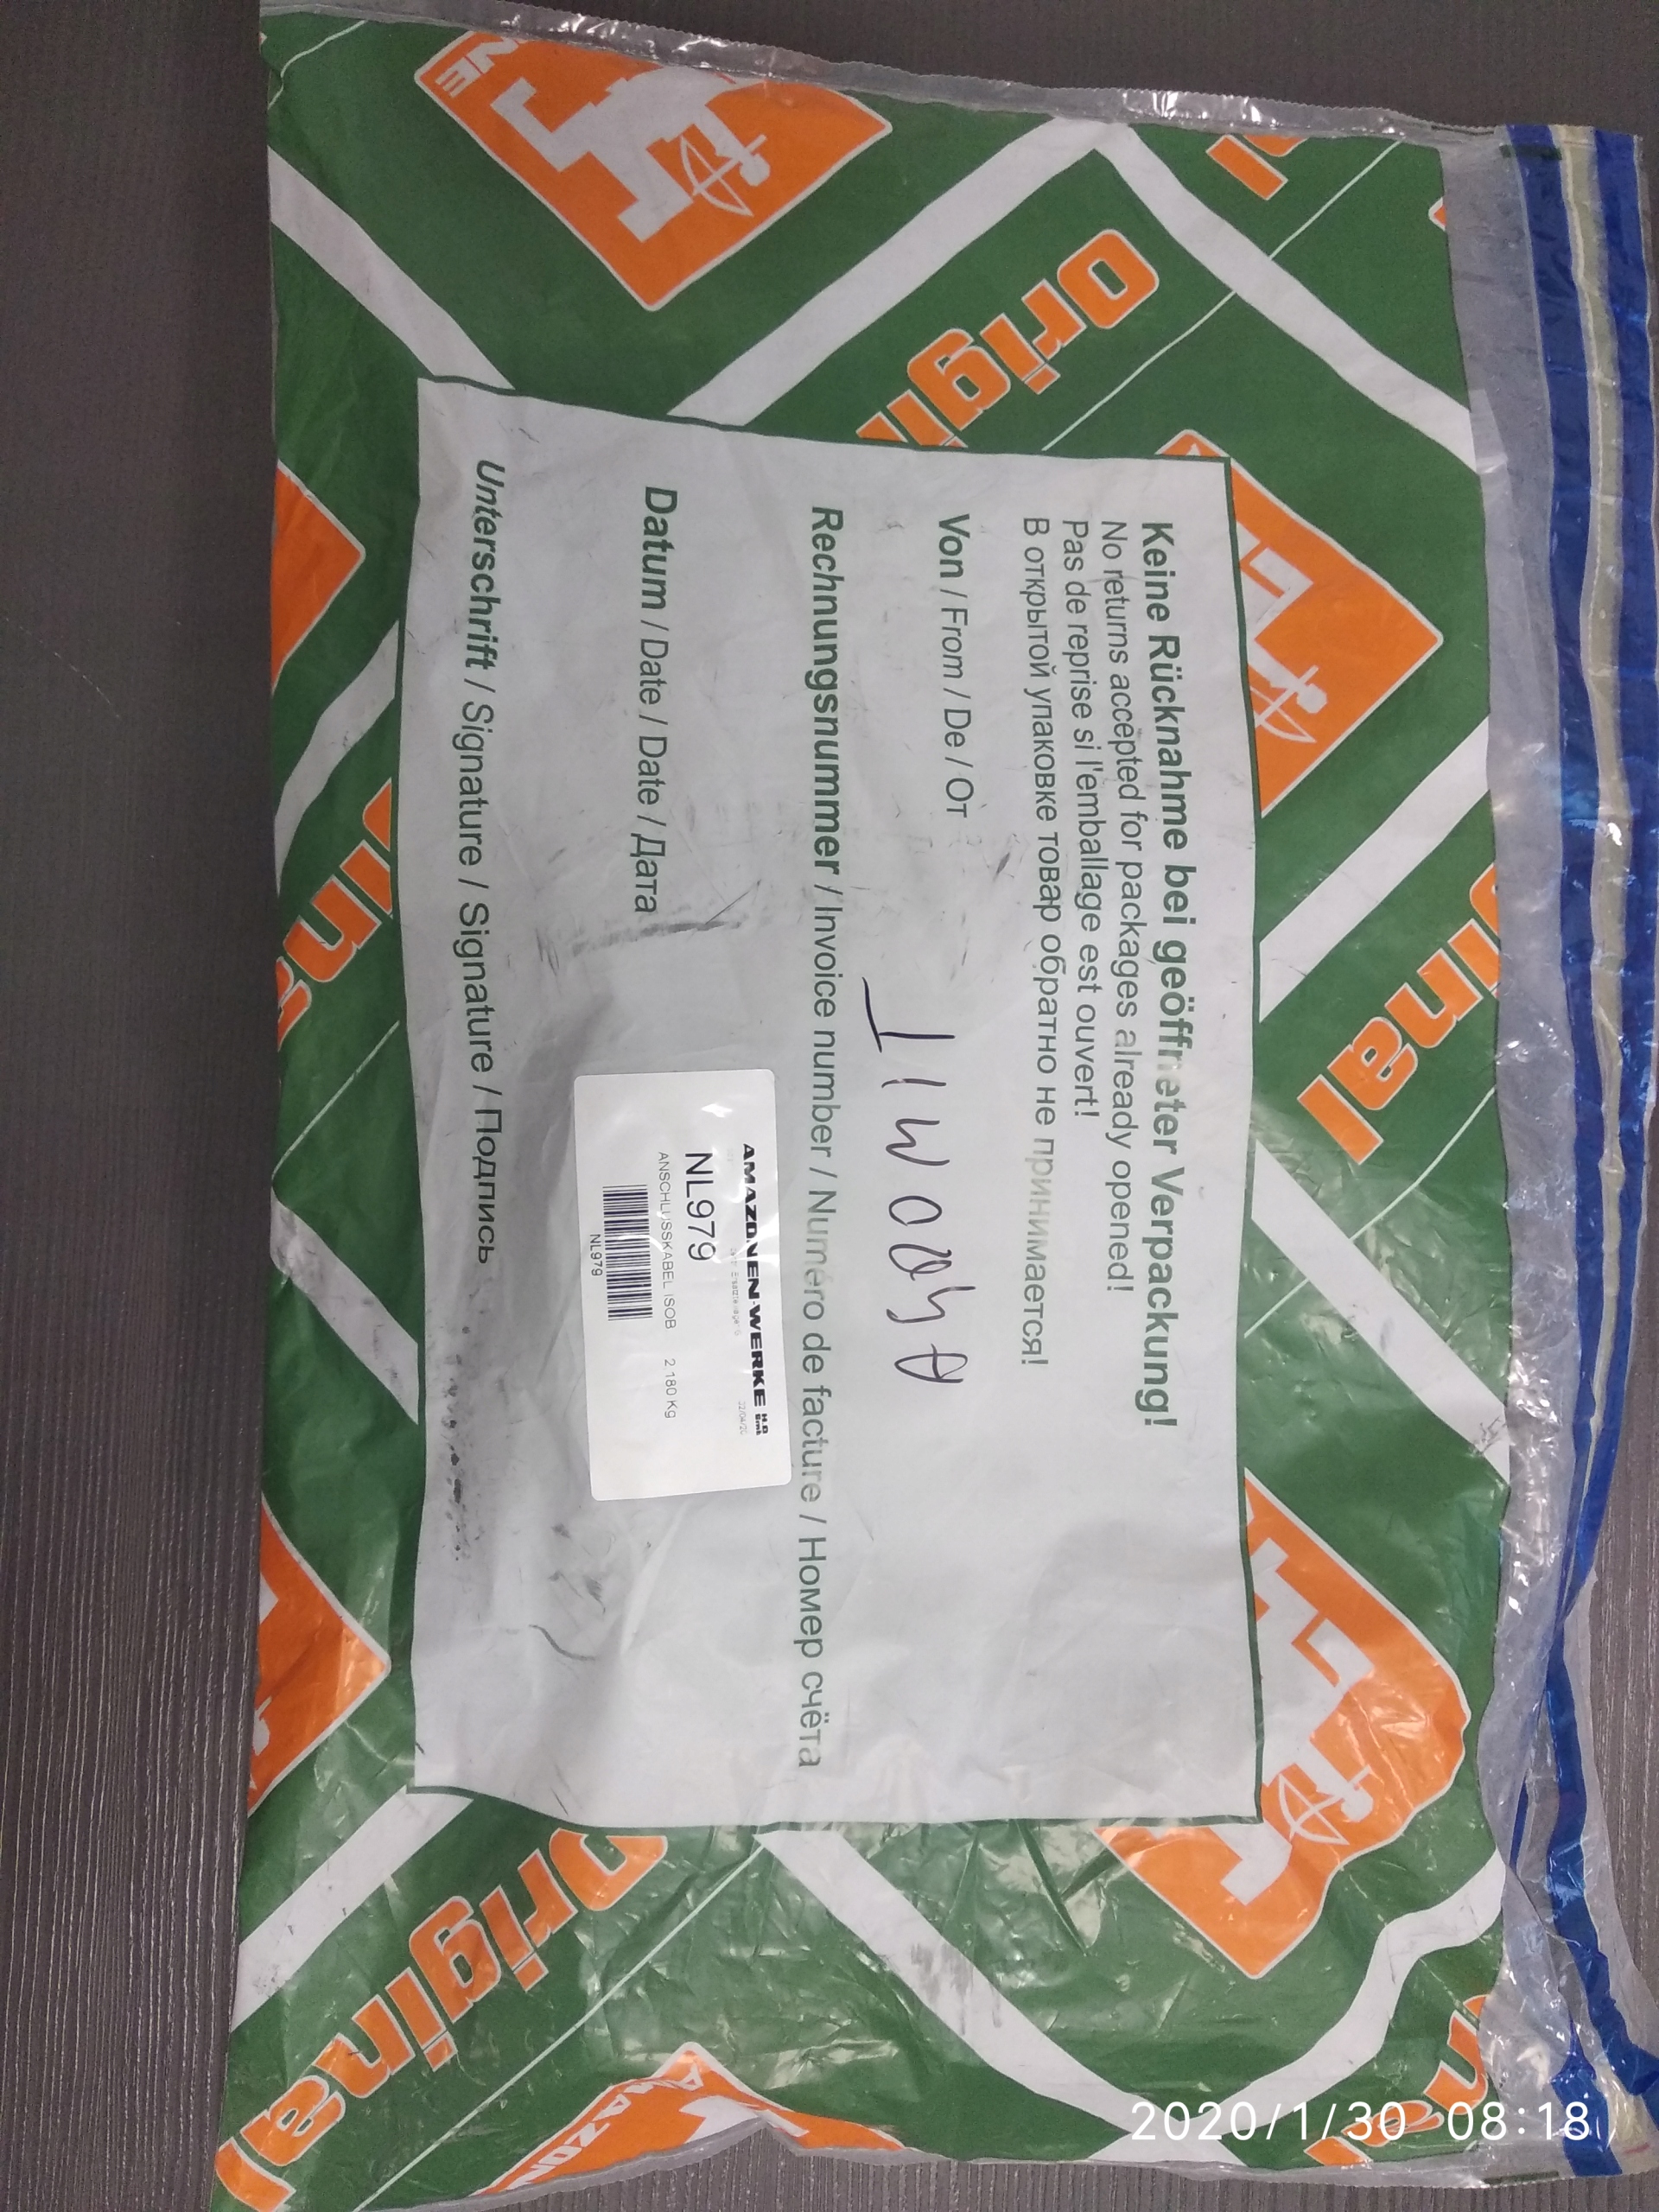 Original
Keine Rücknahme bei geöffneter Verpackung!
No returns accepted for packages already opened!
Pas de reprise si l'emballage est ouvert!
В открытой упаковке товар обратно не принимается!
Von / From / De / От
Rechnungsnummer / Invoice number / Numéro de facture / Номер счёта
AMAZONEN-WERKE
NL979
ANSCHLUSSKABEL ISOB 2.180 Kg
NL979
Datum / Date / Date / Дата
Unterschrift / Signature / Signature / Подпись
original
2020/1/30 08:18